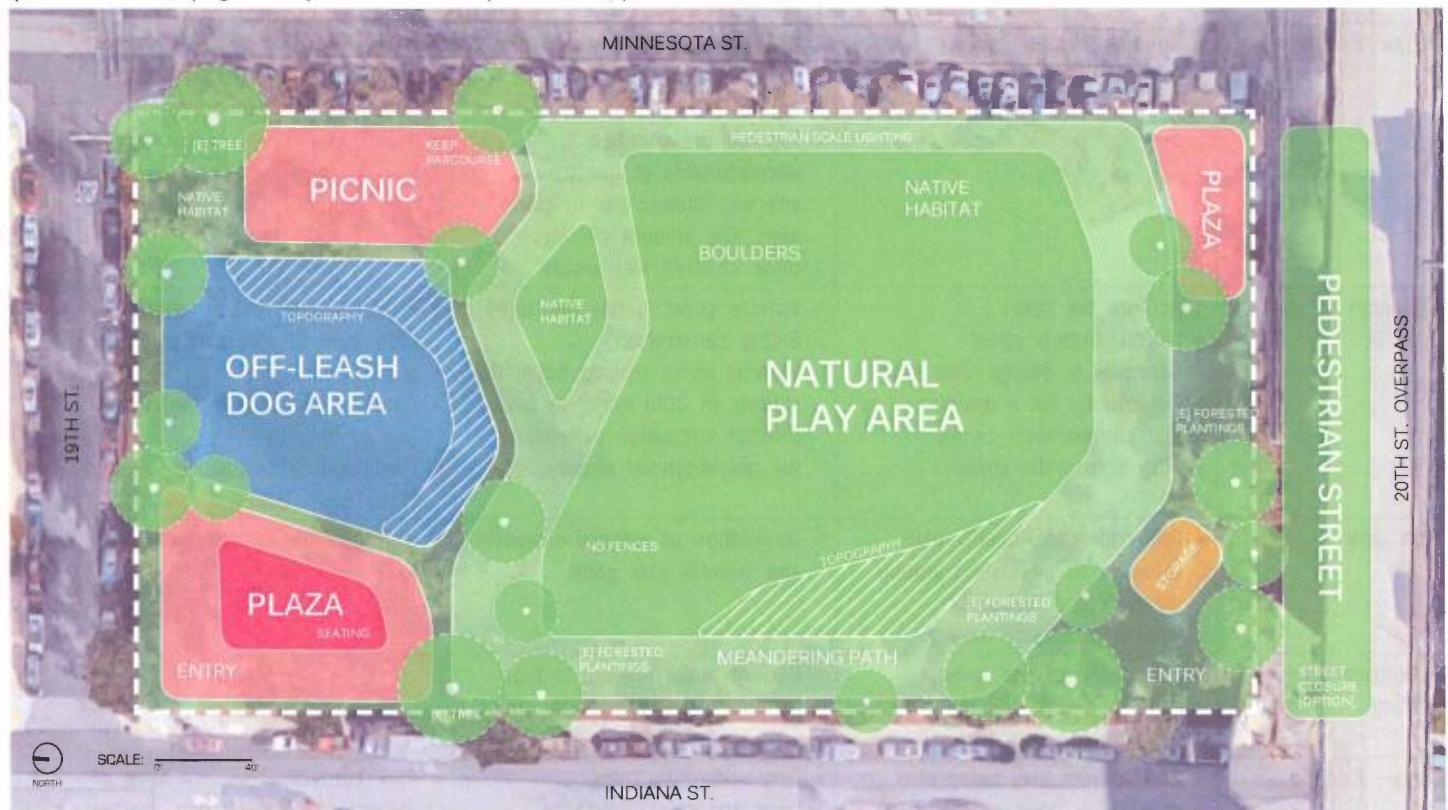 MINNESOTA ST.
PEDESTRIAN SCALE LIGHTING
[E] TREE
KEEP
PARCOURSE
PICNIC
NATIVE
HABITAT
NATIVE
HABITAT
PLAZA
BOULDERS
NATIVE
HABITAT
TOPOGRAPHY
OFF-LEASH
DOG AREA
NATURAL
PLAY AREA
19TH ST.
PEDESTRIAN STREET
20TH ST. OVERPASS
[E] FORESTED
PLANTINGS
NO FENCES
TOPOGRAPHY
STORAGE
PLAZA
SEATING
[E] FORESTED
PLANTINGS
[E] FORESTED
PLANTINGS
MEANDERING PATH
ENTRY
ENTRY
STREET
CLOSURE
(OPTION)
[E] TREE
NORTH
SCALE:
0'
40'
INDIANA ST.